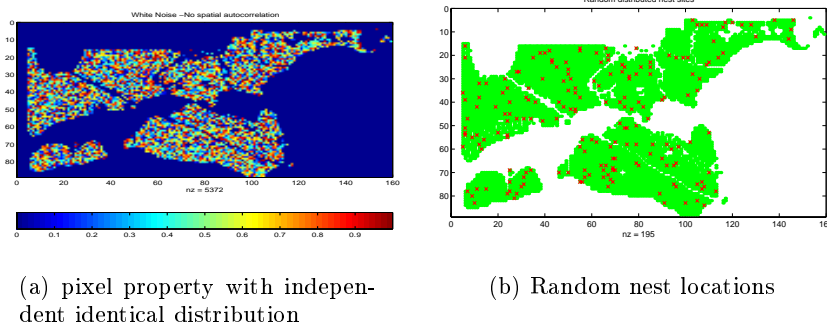 White Noise –No spatial autocorrelation
0
10
20
30
40
50
60
70
80
0 20 40 60 80 100 120 140 160
nz = 5372
0 0.1 0.2 0.3 0.4 0.5 0.6 0.7 0.8 0.9
(a) pixel property with indepen-
dent identical distribution
Random distributed nest sites
0
10
20
30
40
50
60
70
80
0 20 40 60 80 100 120 140 16
nz = 195
(b) Random nest locations